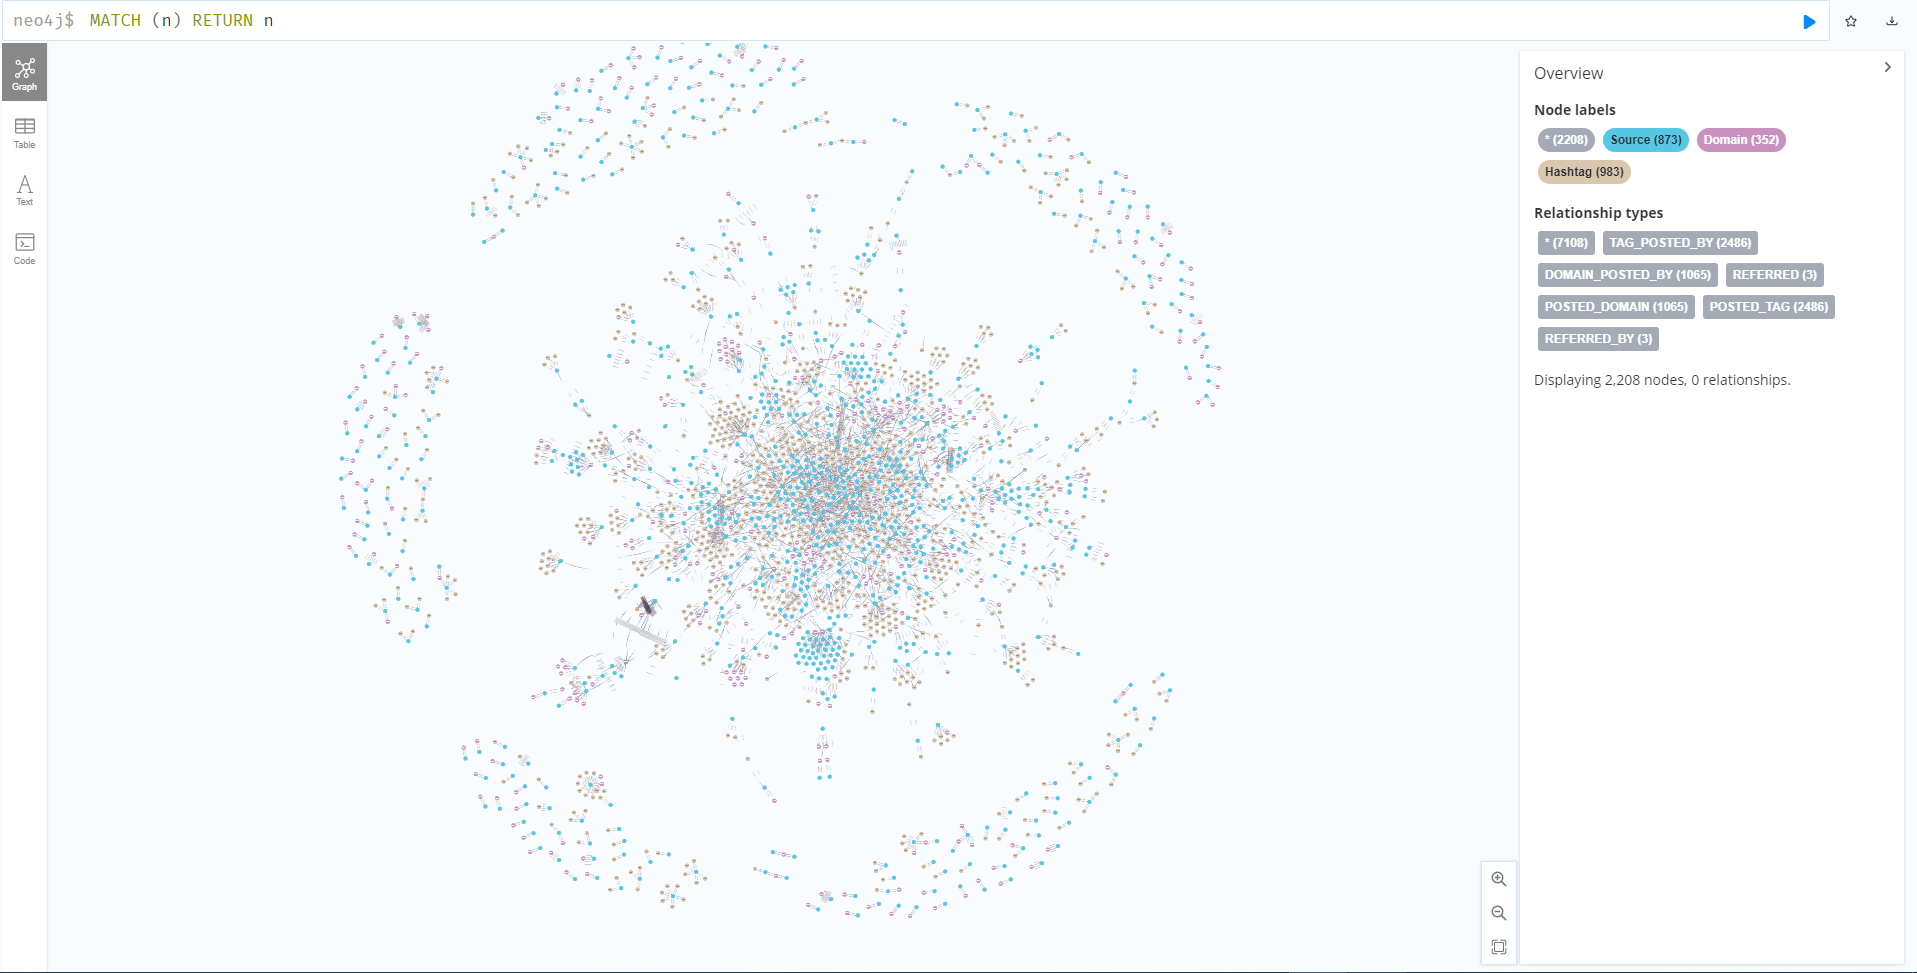 neo4j$ MATCH (n) RETURN n
Graph
Table
Text
Code
Overview
Node labels
* (2208) Source (873) Domain (352)
Hashtag (983)
Relationship types
* (7108) TAG_POSTED_BY (2486)
DOMAIN_POSTED_BY (1065) REFERRED (3)
POSTED_DOMAIN (1065) POSTED_TAG (2486)
REFERRED_BY (3)
Displaying 2,208 nodes, 0 relationships.